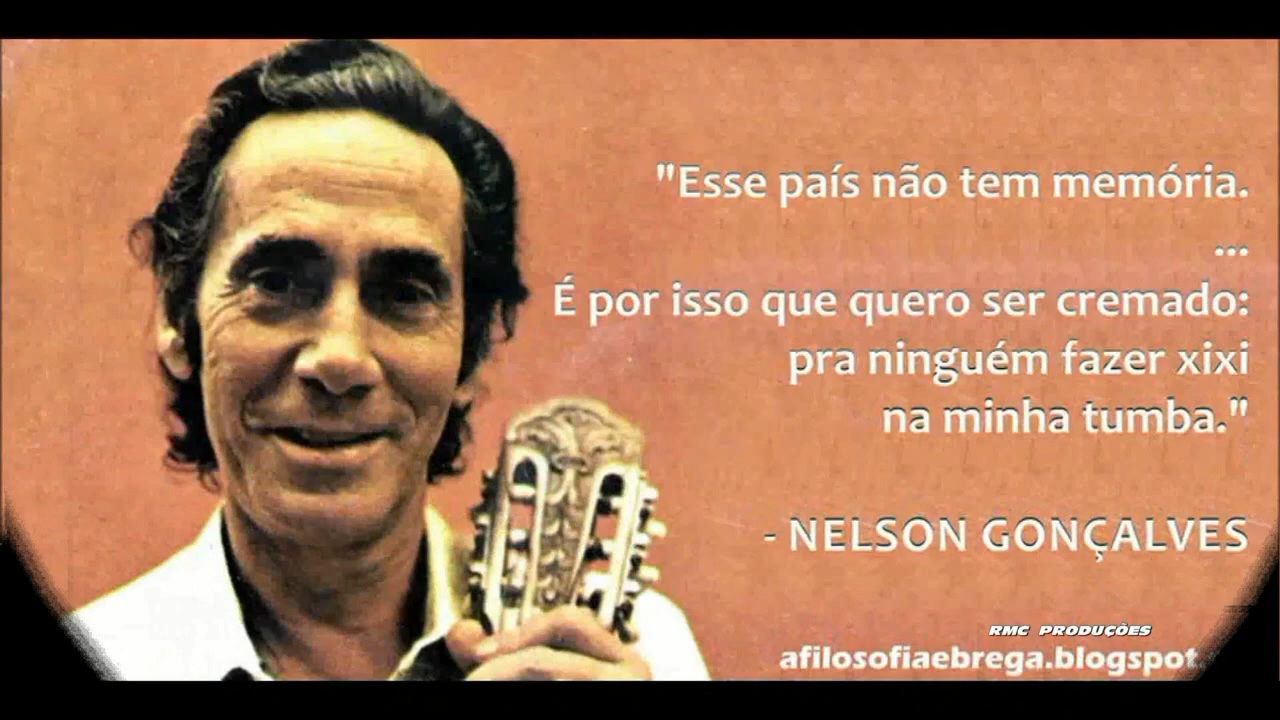 "Esse país não tem memória.
...
É por isso que quero ser cremado:
pra ninguém fazer xixi
na minha tumba."
- NELSON GONÇALVES
RMC PRODUÇÕES
afilosofiaebrega.blogspot.